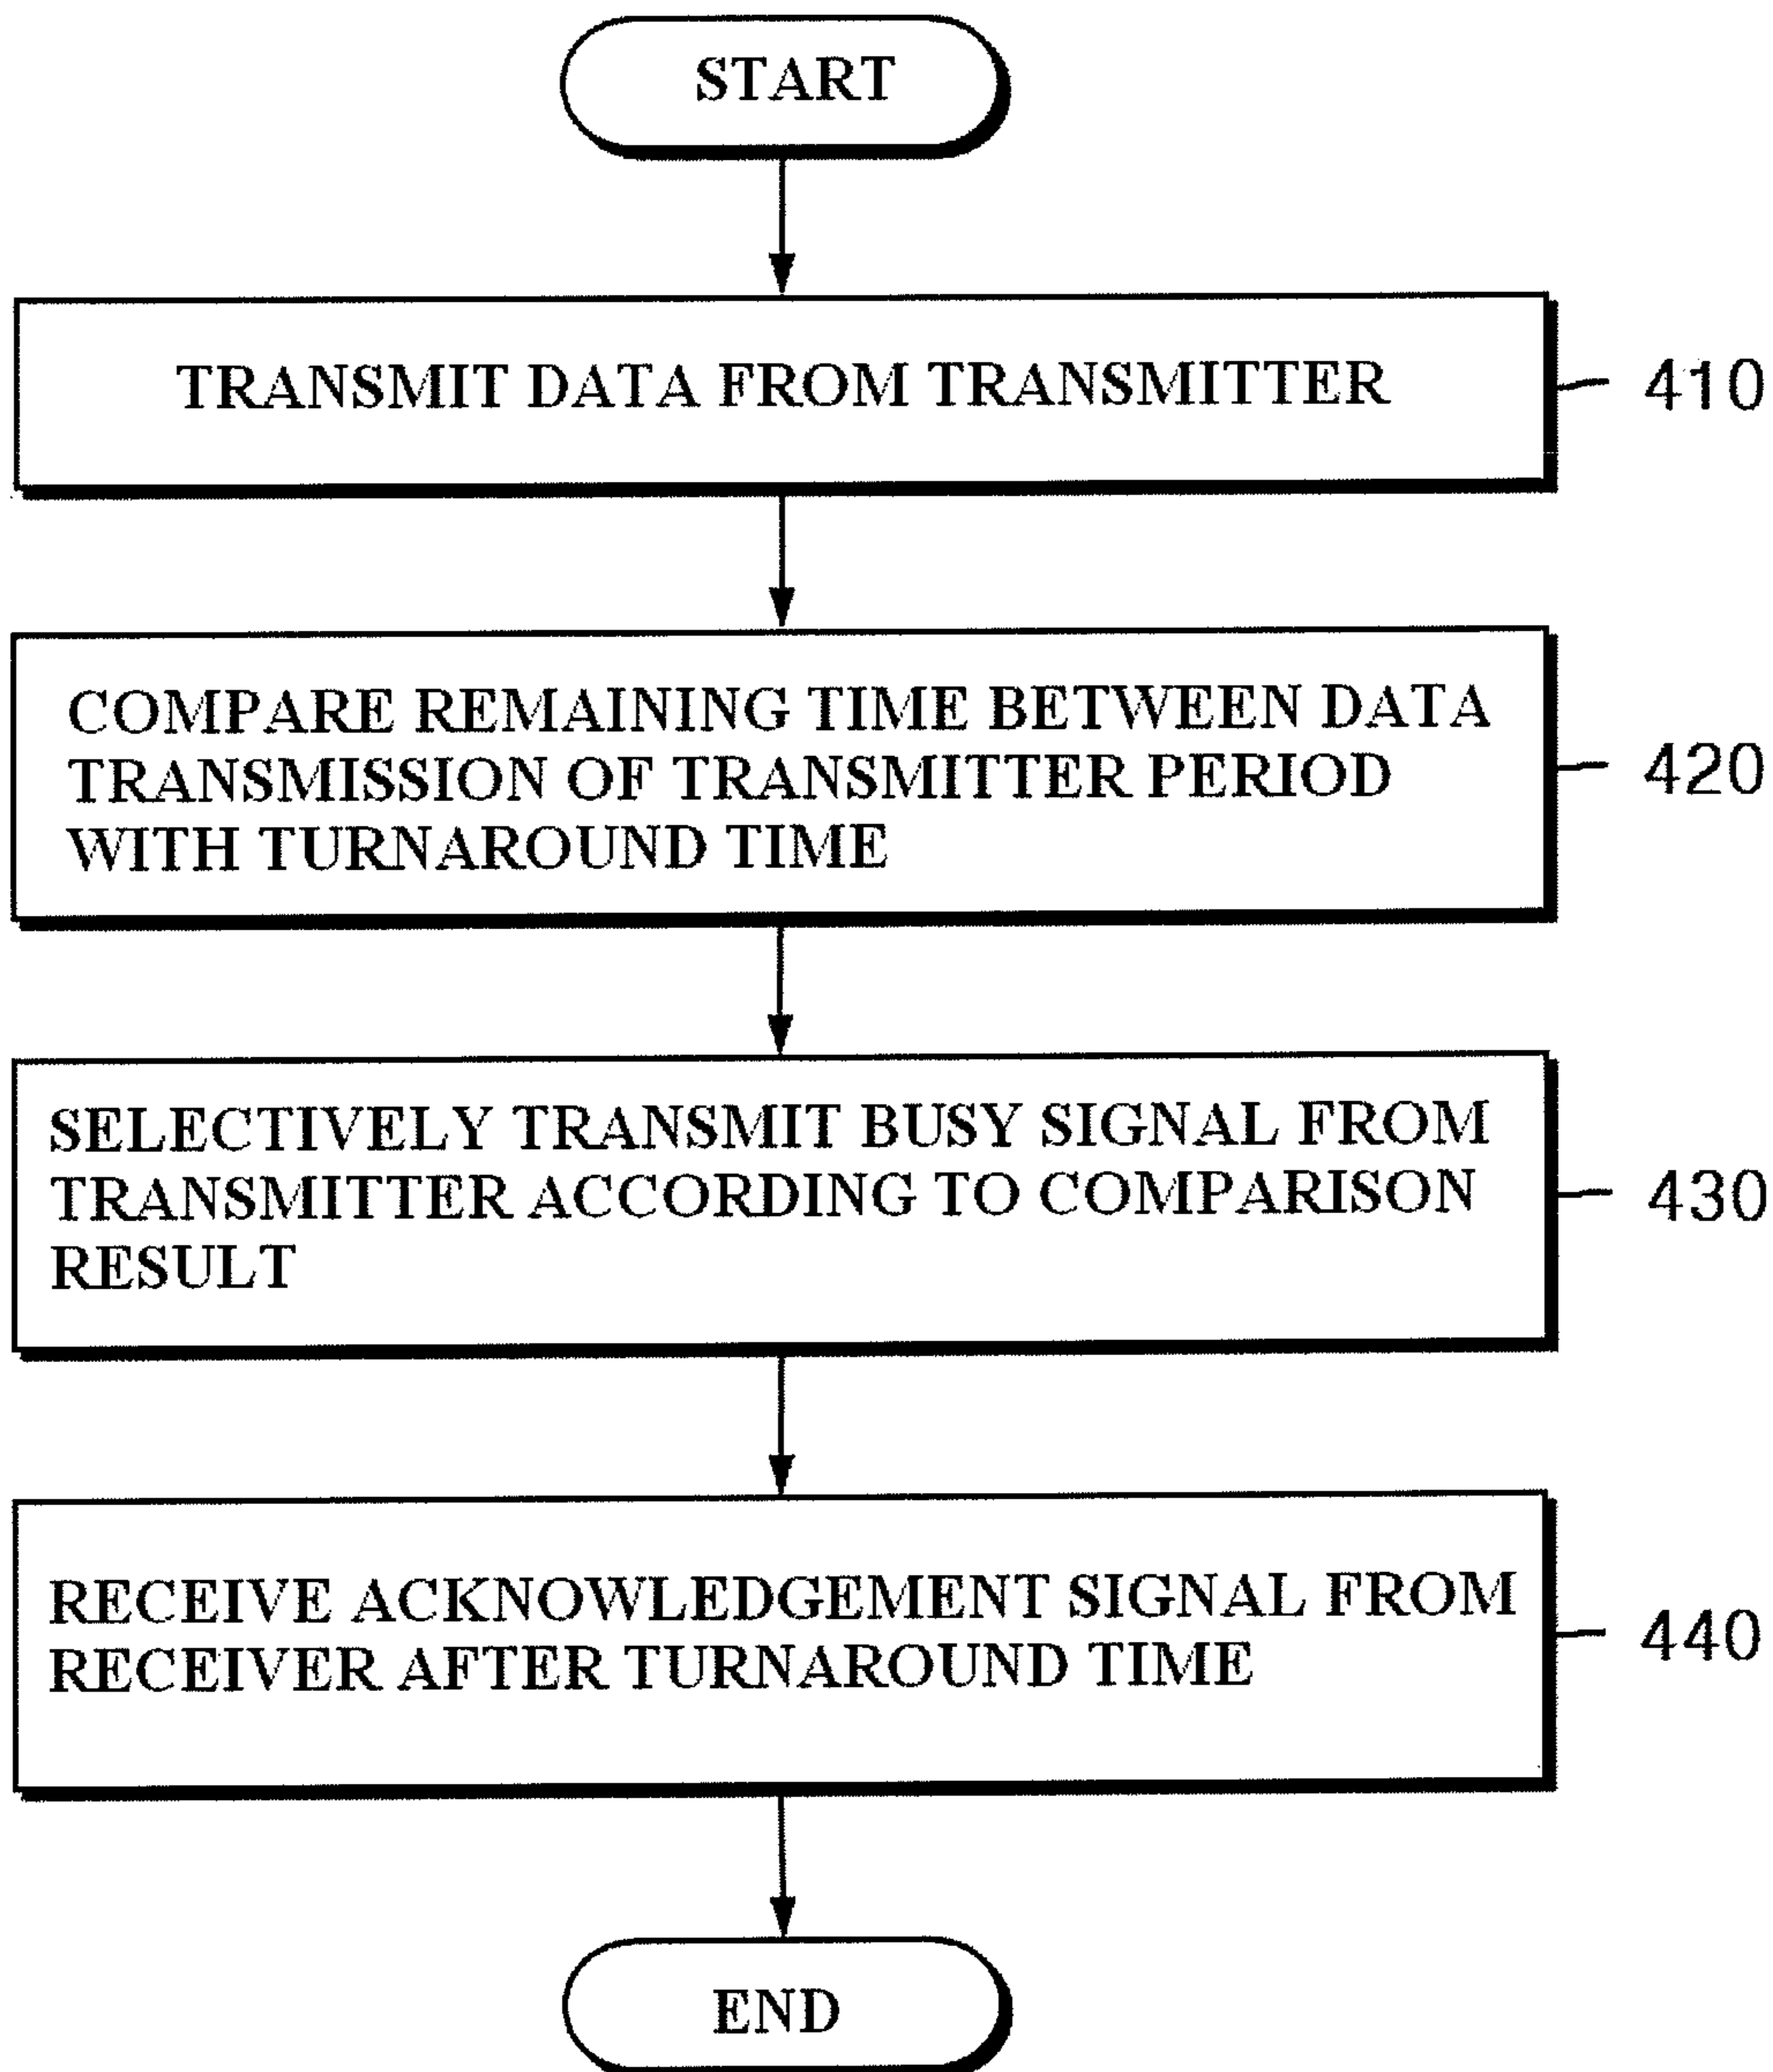 START
TRANSMIT DATA FROM TRANSMITTER
410
COMPARE REMAINING TIME BETWEEN DATA
TRANSMISSION OF TRANSMITTER PERIOD
WITH TURNAROUND TIME
420
SELECTIVELY TRANSMIT BUSY SIGNAL FROM
TRANSMITTER ACCORDING TO COMPARISON
RESULT
430
RECEIVE ACKNOWLEDGEMENT SIGNAL FROM
RECEIVER AFTER TURNAROUND TIME
440
END